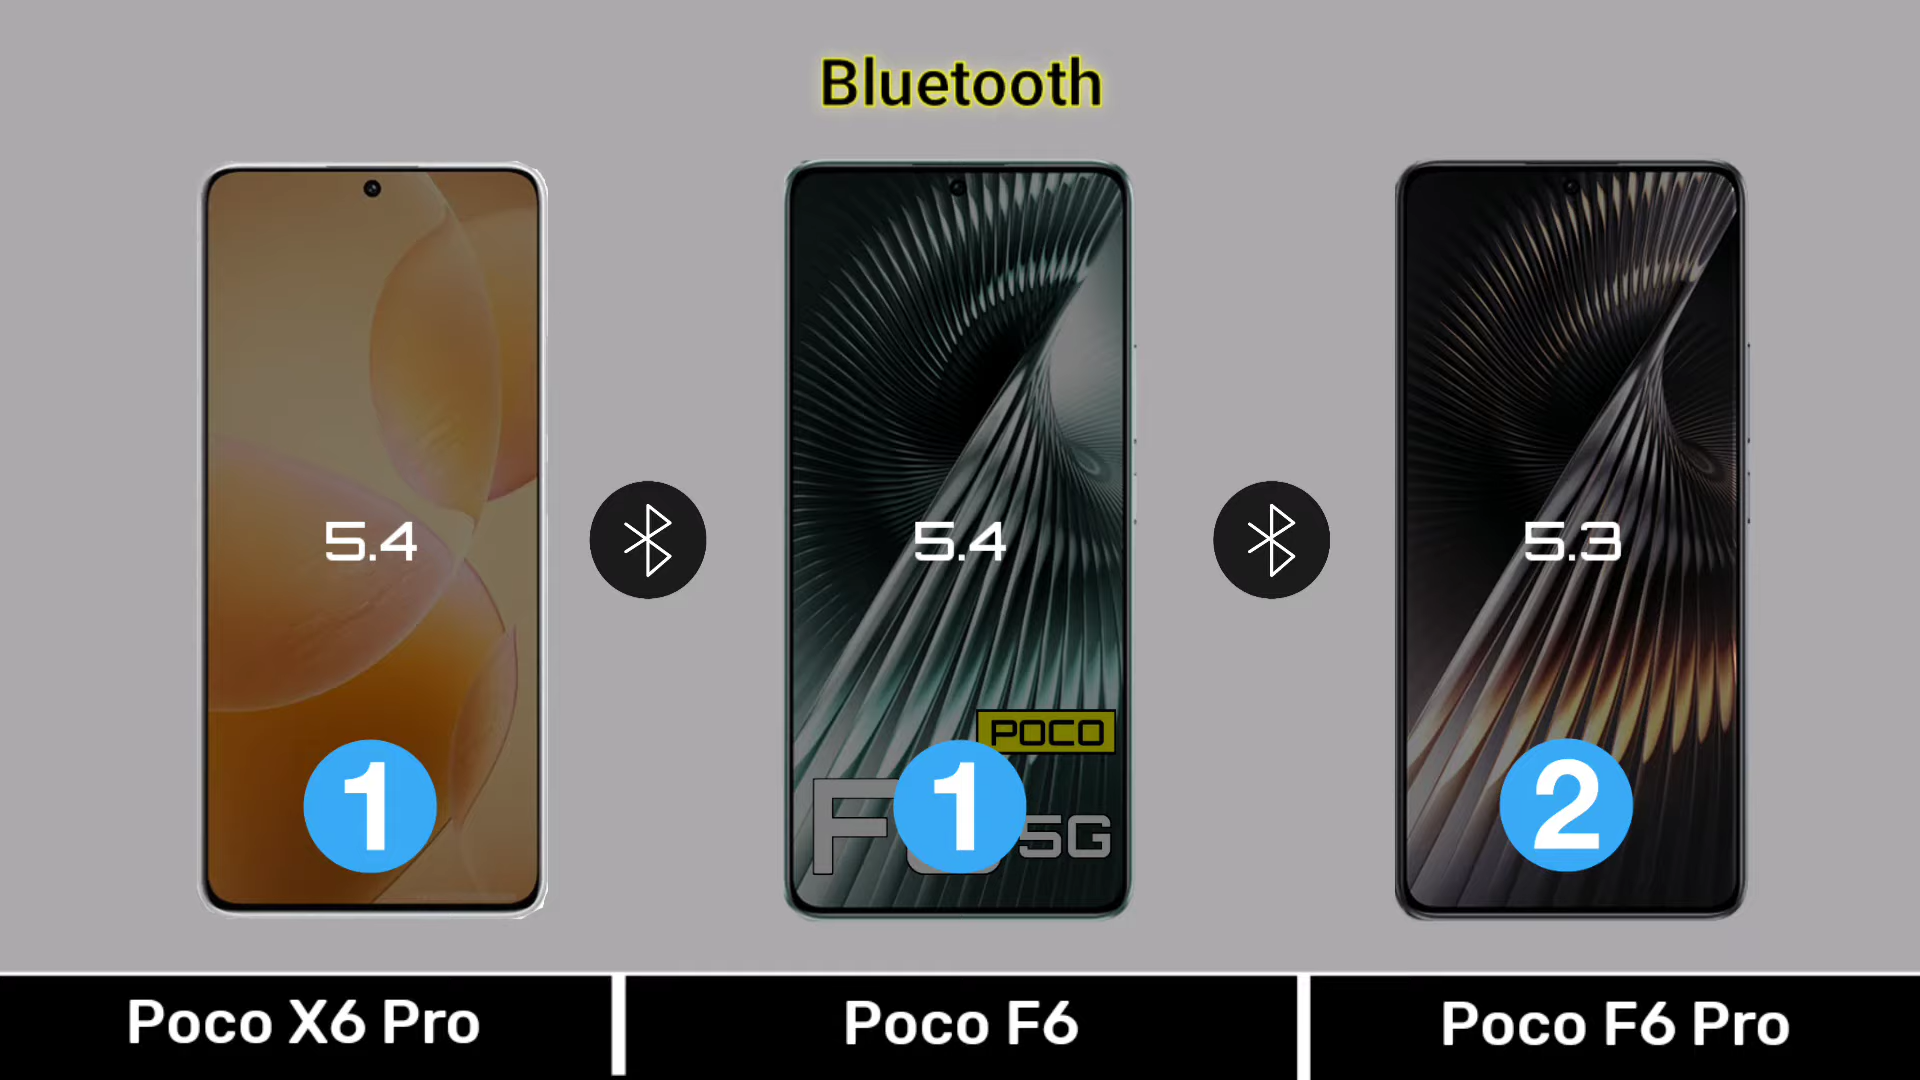 Bluetooth
5.4
5.4
5.3
POCO
1
F
1
5G
2
Poco X6 Pro
Poco F6
Poco F6 Pro